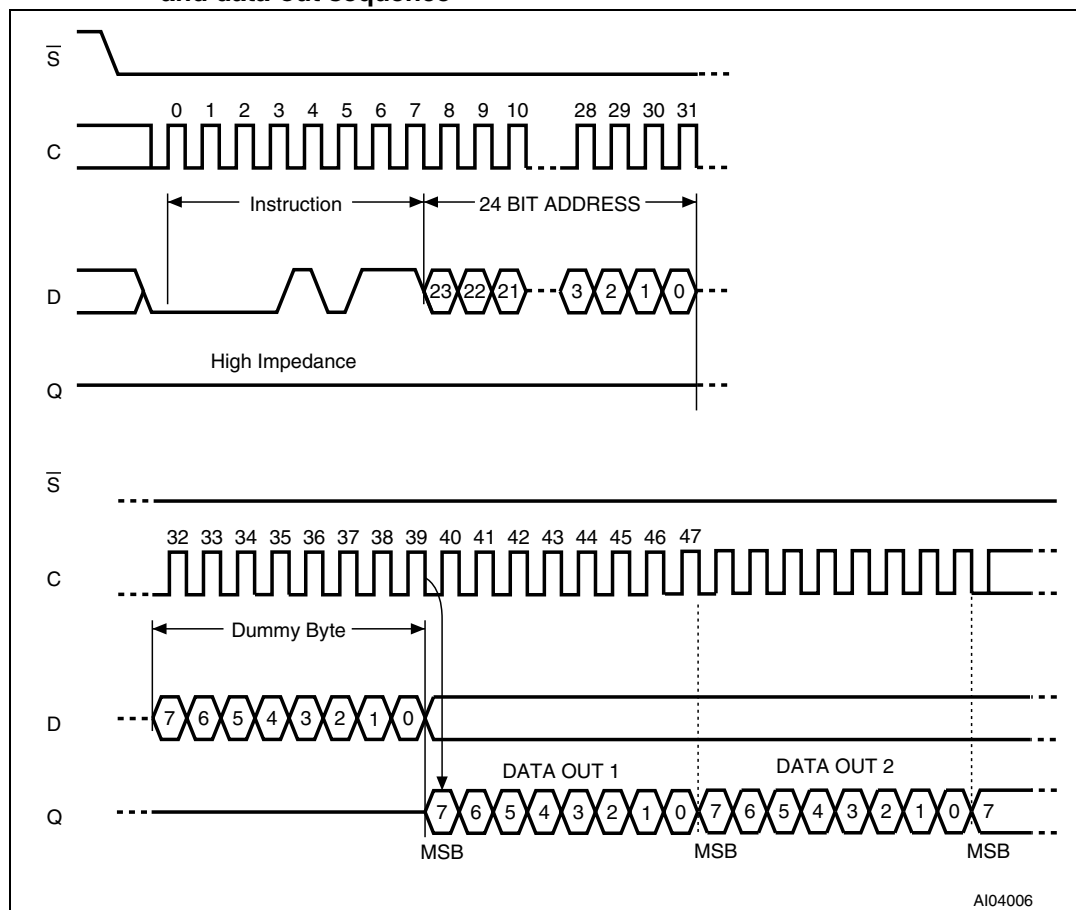 and data-out sequence
S
0 1 2 3 4 5 6 7 8 9 10 28 29 30 31
C
Instruction 24 BIT ADDRESS
D 23 22 21 3 2 1 0
High Impedance
Q
S
32 33 34 35 36 37 38 39 40 41 42 43 44 45 46 47
C
Dummy Byte
D 7 6 5 4 3 2 1 0
DATA OUT 1 DATA OUT 2
Q 7 6 5 4 3 2 1 0 7 6 5 4 3 2 1 0 7
MSB MSB MSB
AI04006